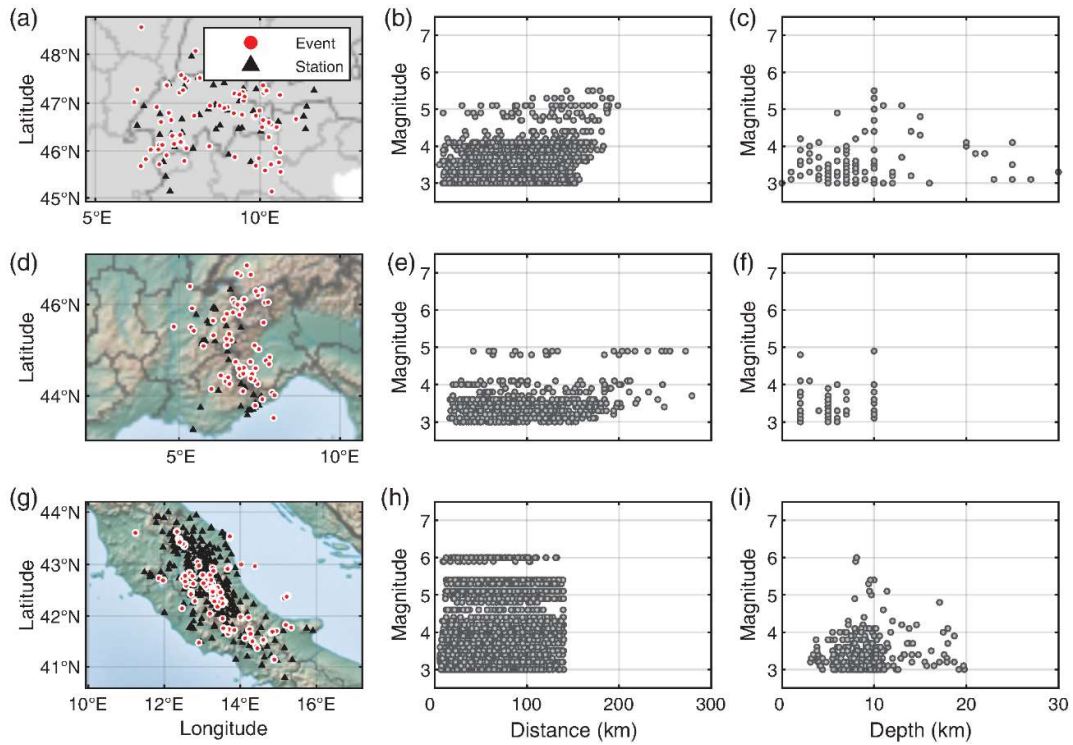 (a) (b) (c)
Event
Station
Latitude
48°N
47°N
46°N
45°N
5°E 10°E
Magnitude
7
6
5
4
3
Magnitude
7
6
5
4
3
(d) (e) (f)
Latitude
46°N
45°N
44°N
5°E 10°E
Magnitude
7
6
5
4
3
Magnitude
7
6
5
4
3
(g) (h) (i)
Latitude
44°N
43°N
42°N
41°N
10°E 12°E 14°E 16°E
Longitude
Magnitude
7
6
5
4
3
0 100 200 300
Distance (km)
Magnitude
7
6
5
4
3
0 10 20 30
Depth (km)